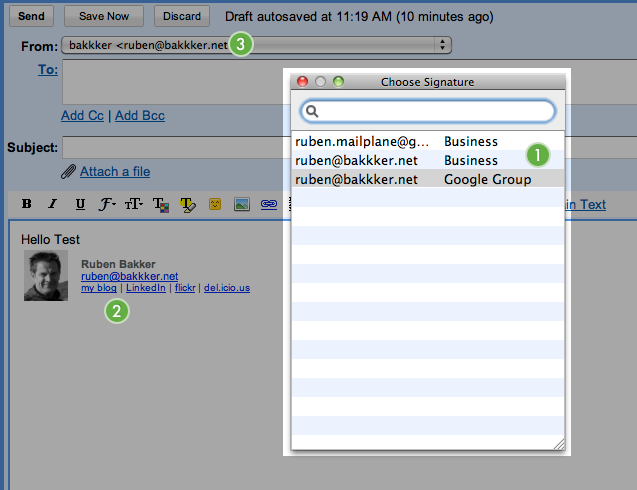 Send Save Now Discard Draft autosaved at 11:19 AM (10 minutes ago)
From: bakkker <ruben@bakkker.net 3
To:
Add Cc | Add Bcc
Subject:
Attach a file
B I U F TT T T
in Text
Hello Test
Ruben Bakker
ruben@bakkker.net
my blog | LinkedIn | flickr | del.icio.us
2
Choose Signature
ruben.mailplane@g... Business
ruben@bakkker.net Business
1
ruben@bakkker.net Google Group